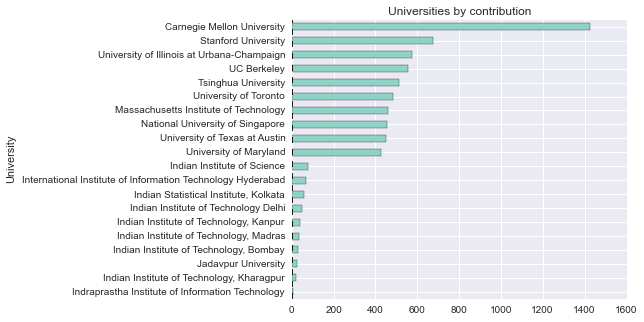 Universities by contribution
University
Carnegie Mellon University
Stanford University
University of Illinois at Urbana-Champaign
UC Berkeley
Tsinghua University
University of Toronto
Massachusetts Institute of Technology
National University of Singapore
University of Texas at Austin
University of Maryland
Indian Institute of Science
International Institute of Information Technology Hyderabad
Indian Statistical Institute, Kolkata
Indian Institute of Technology Delhi
Indian Institute of Technology, Kanpur
Indian Institute of Technology, Madras
Indian Institute of Technology, Bombay
Jadavpur University
Indian Institute of Technology, Kharagpur
Indraprastha Institute of Information Technology
0 200 400 600 800 1000 1200 1400 1600